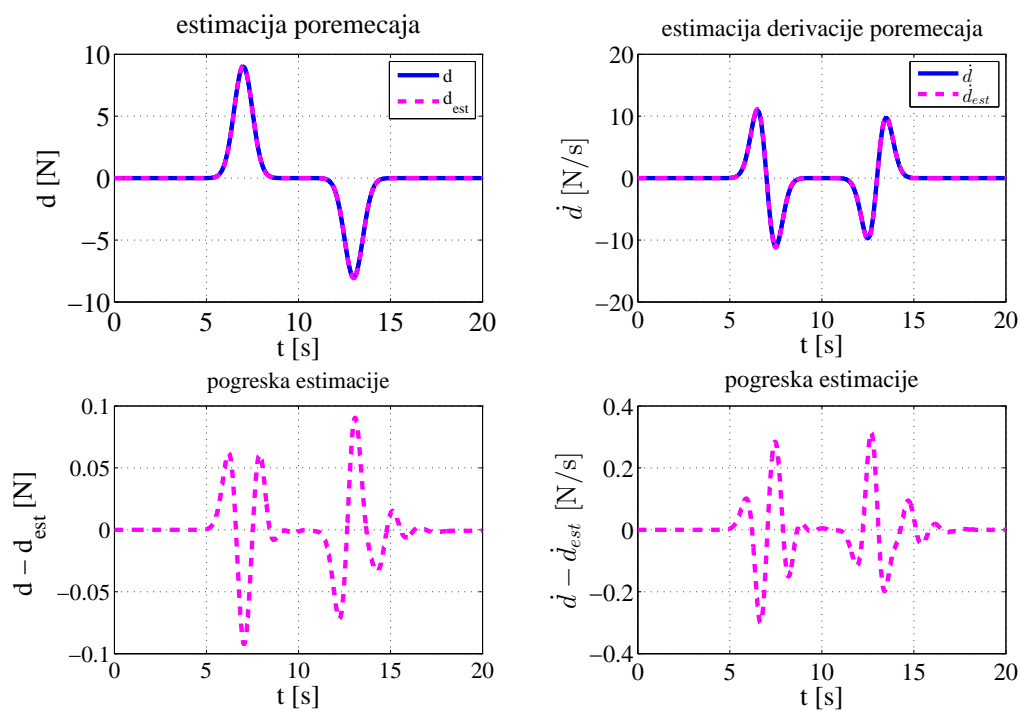 estimacija poremecaja
10
5
0
−5
−10
d [N]
d
d_est
0 5 10 15 20
t [s]
estimacija derivacije poremecaja
20
10
0
−10
−20
ḋ [N/s]
ḋ
ḋ_est
0 5 10 15 20
t [s]
pogreska estimacije
0.1
0.05
0
−0.05
−0.1
d − d_est [N]
0 5 10 15 20
t [s]
pogreska estimacije
0.4
0.2
0
−0.2
−0.4
ḋ − ḋ_est [N/s]
0 5 10 15 20
t [s]